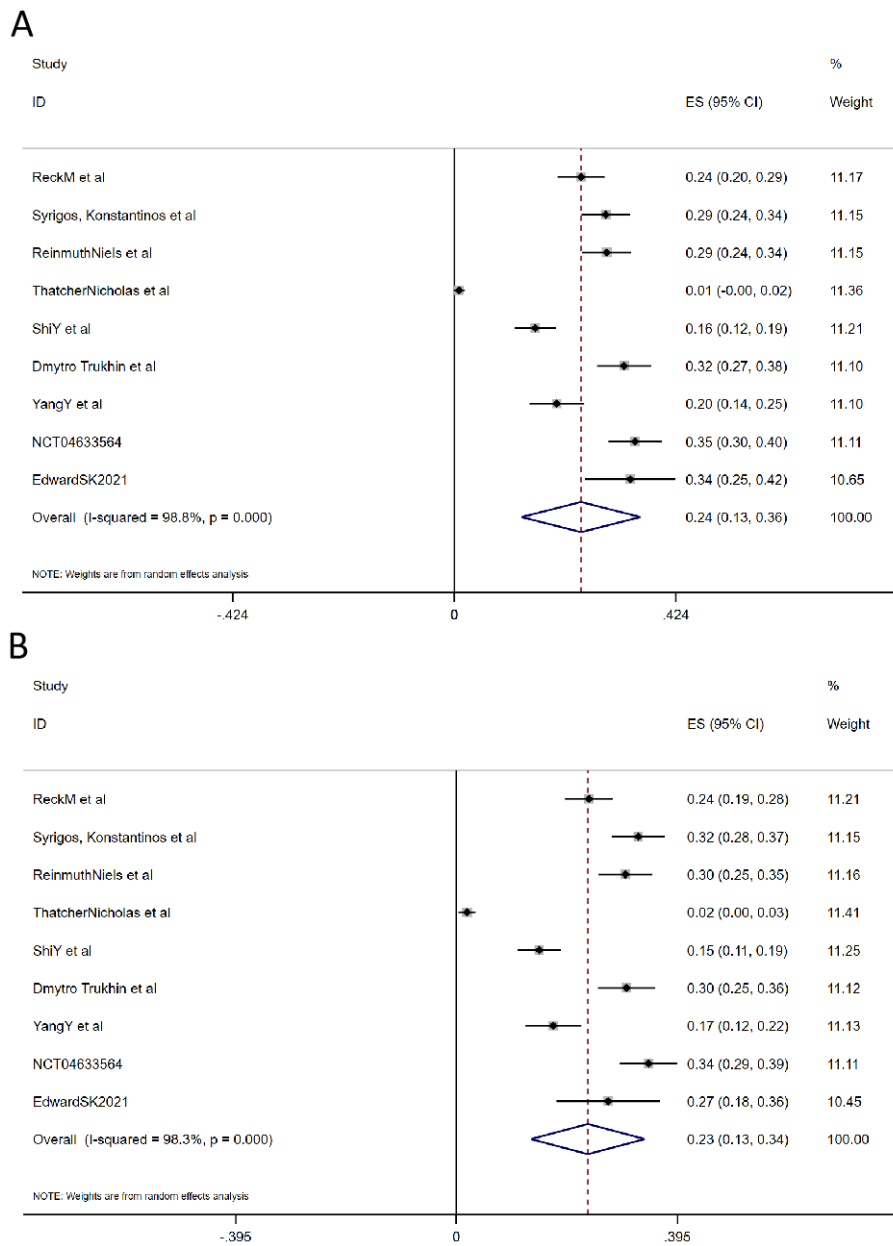 A
Study %
ID ES (95% CI) Weight
ReckM et al 0.24 (0.20, 0.29) 11.17
Syrigos, Konstantinos et al 0.29 (0.24, 0.34) 11.15
ReinmuthNiels et al 0.29 (0.24, 0.34) 11.15
ThatcherNicholas et al 0.01 (-0.00, 0.02) 11.36
ShiY et al 0.16 (0.12, 0.19) 11.21
Dmytro Trukhin et al 0.32 (0.27, 0.38) 11.10
YangY et al 0.20 (0.14, 0.25) 11.10
NCT04633564 0.35 (0.30, 0.40) 11.11
EdwardSK2021 0.34 (0.25, 0.42) 10.65
Overall (I-squared = 98.8%, p = 0.000) 0.24 (0.13, 0.36) 100.00
NOTE: Weights are from random effects analysis
-.424 0 .424
B
Study %
ID ES (95% CI) Weight
ReckM et al 0.24 (0.19, 0.28) 11.21
Syrigos, Konstantinos et al 0.32 (0.28, 0.37) 11.15
ReinmuthNiels et al 0.30 (0.25, 0.35) 11.16
ThatcherNicholas et al 0.02 (0.00, 0.03) 11.41
ShiY et al 0.15 (0.11, 0.19) 11.25
Dmytro Trukhin et al 0.30 (0.25, 0.36) 11.12
YangY et al 0.17 (0.12, 0.22) 11.13
NCT04633564 0.34 (0.29, 0.39) 11.11
EdwardSK2021 0.27 (0.18, 0.36) 10.45
Overall (I-squared = 98.3%, p = 0.000) 0.23 (0.13, 0.34) 100.00
NOTE: Weights are from random effects analysis
-.395 0 .395